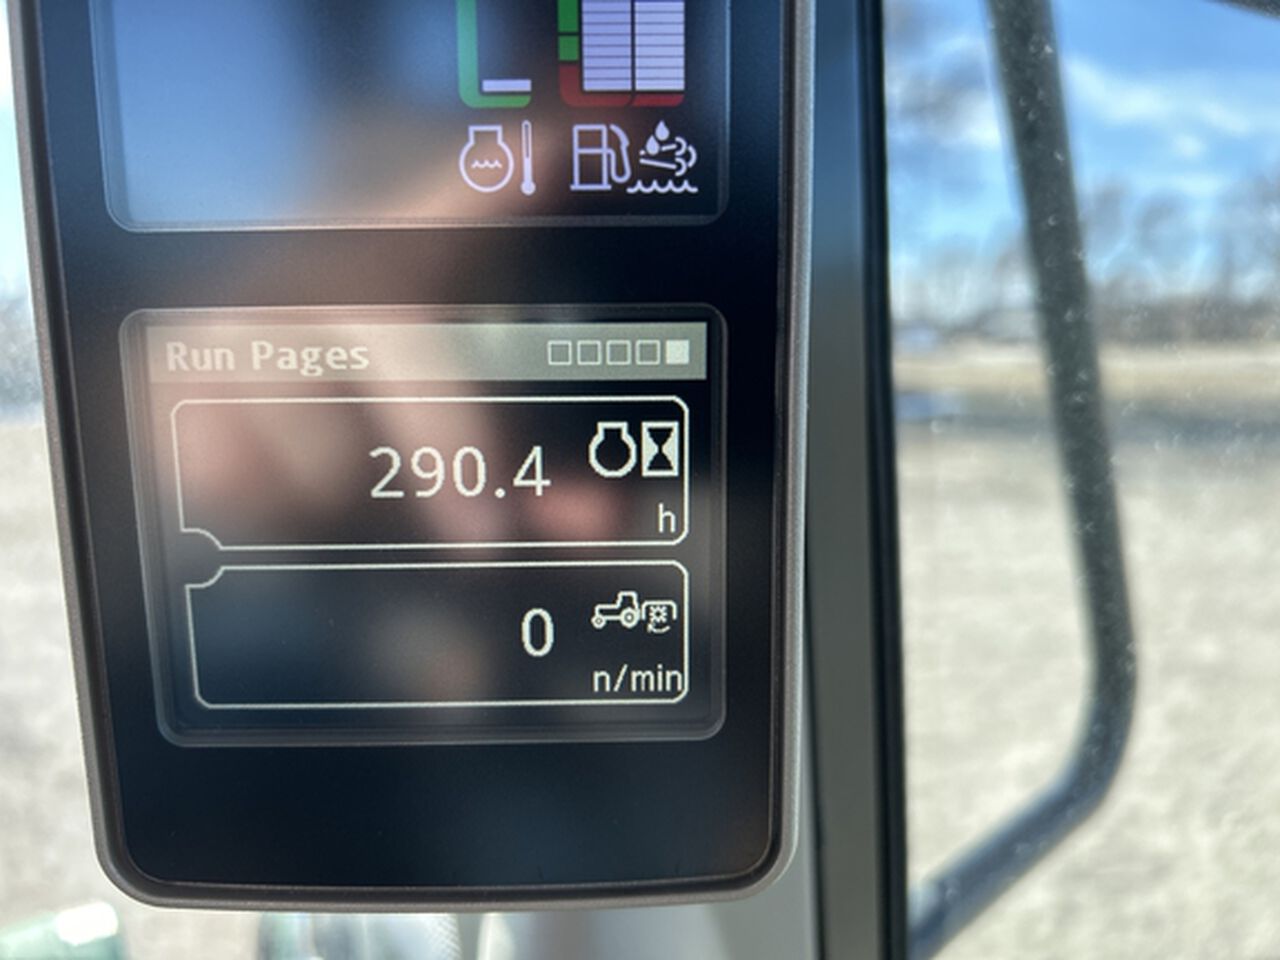 Run Pages
290.4
h
0
n/min